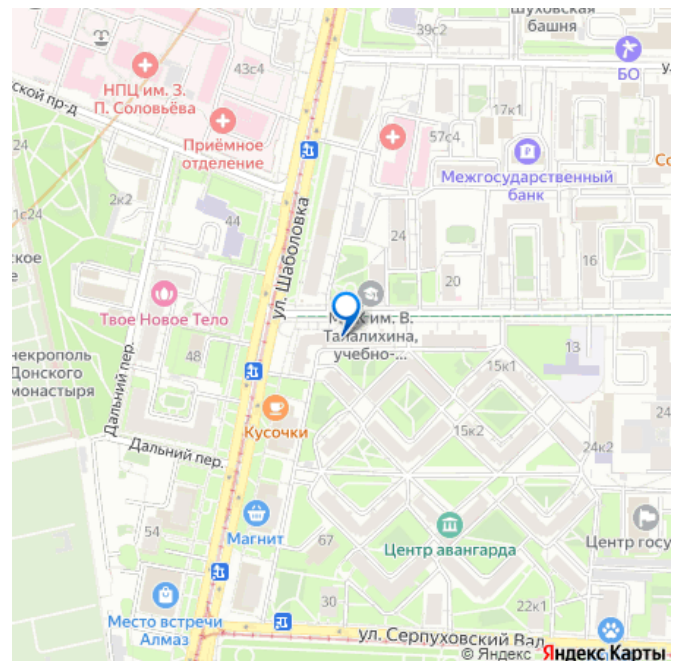 39с2
Шуховская
башня
БО
43с4
НПЦ им. З.
П. Соловьёва
ской пр-д
17к1
57с4
Приёмное
отделение
Межгосударственный
банк
2к2
1с24
44
24
ул. Шаболовка
20
16
ское
Твое Новое Тело
им. В.
Талалихина,
учебно-...
13
некрополь
Донского
монастыря
48
15к1
Дальний пер.
Кусочки
15к2
24
24к2
Дальний пер.
54
Магнит
67
Центр авангарда
Центр госу
30
22к1
Место встречи
Алмаз
ул. Серпуховский Вал
© Яндекс Яндекс Карты